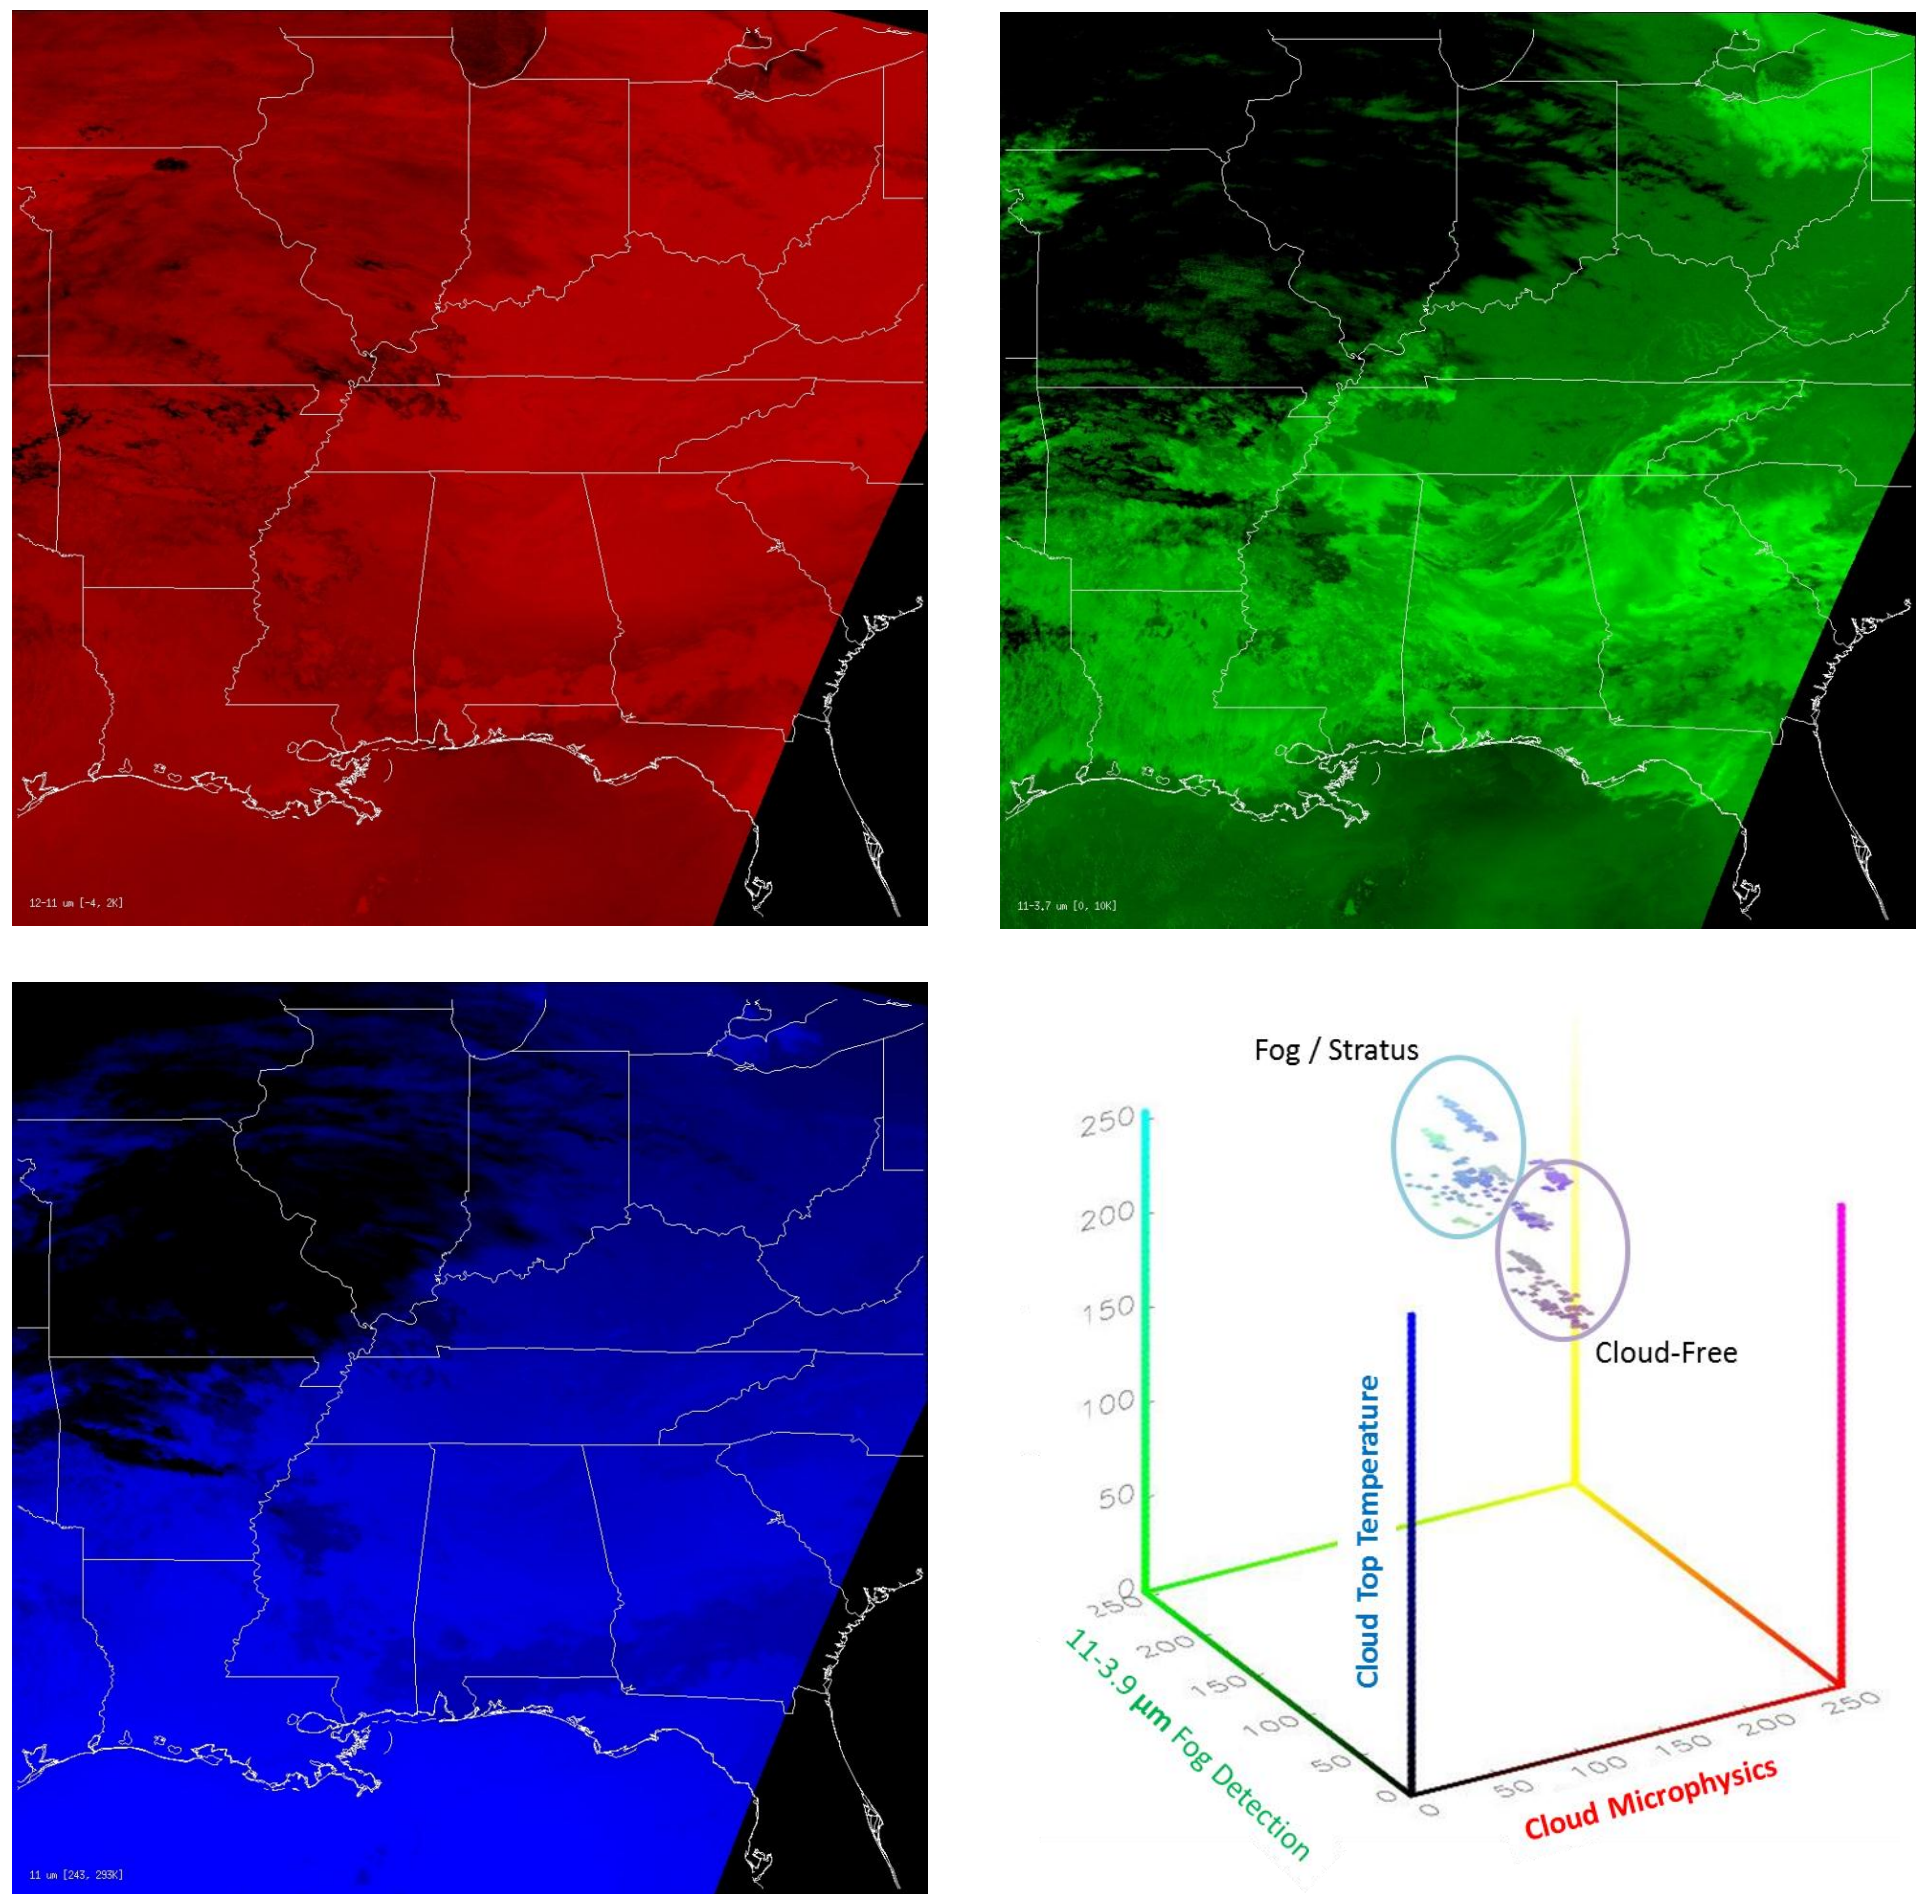 12-11 um [-4, 2K]
11-3.7 um [0, 10K]
11 um [243, 293K]
Fog / Stratus
Cloud-Free
250
200
150
100
50
0
250
200
150
100
50
0
0
50
100
150
200
250
Cloud Top Temperature
11-3.9 µm Fog Detection
Cloud Microphysics